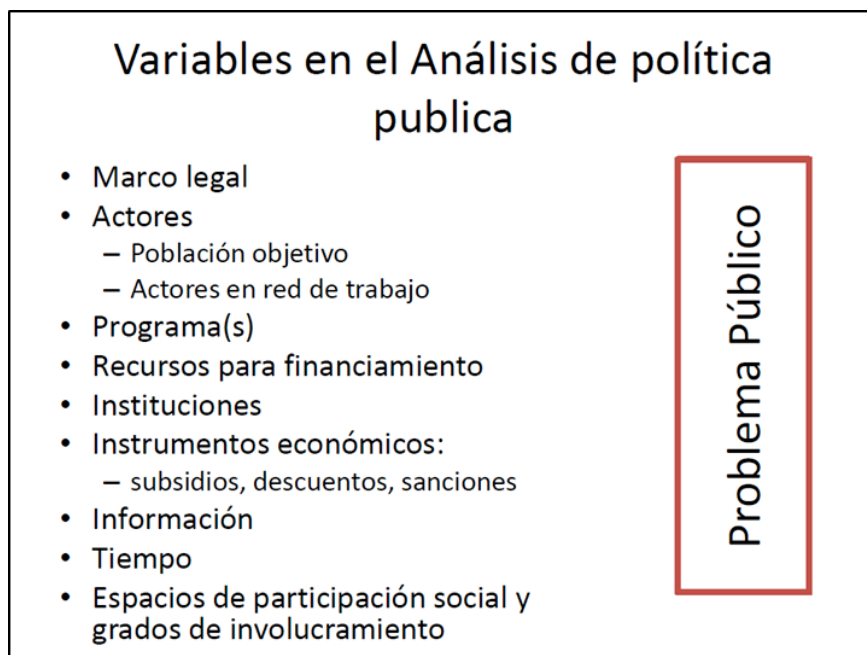 Variables en el Análisis de política
publica
• Marco legal
• Actores
– Población objetivo
– Actores en red de trabajo
• Programa(s)
• Recursos para financiamiento
• Instituciones
• Instrumentos económicos:
– subsidios, descuentos, sanciones
• Información
• Tiempo
• Espacios de participación social y
grados de involucramiento
Problema Público